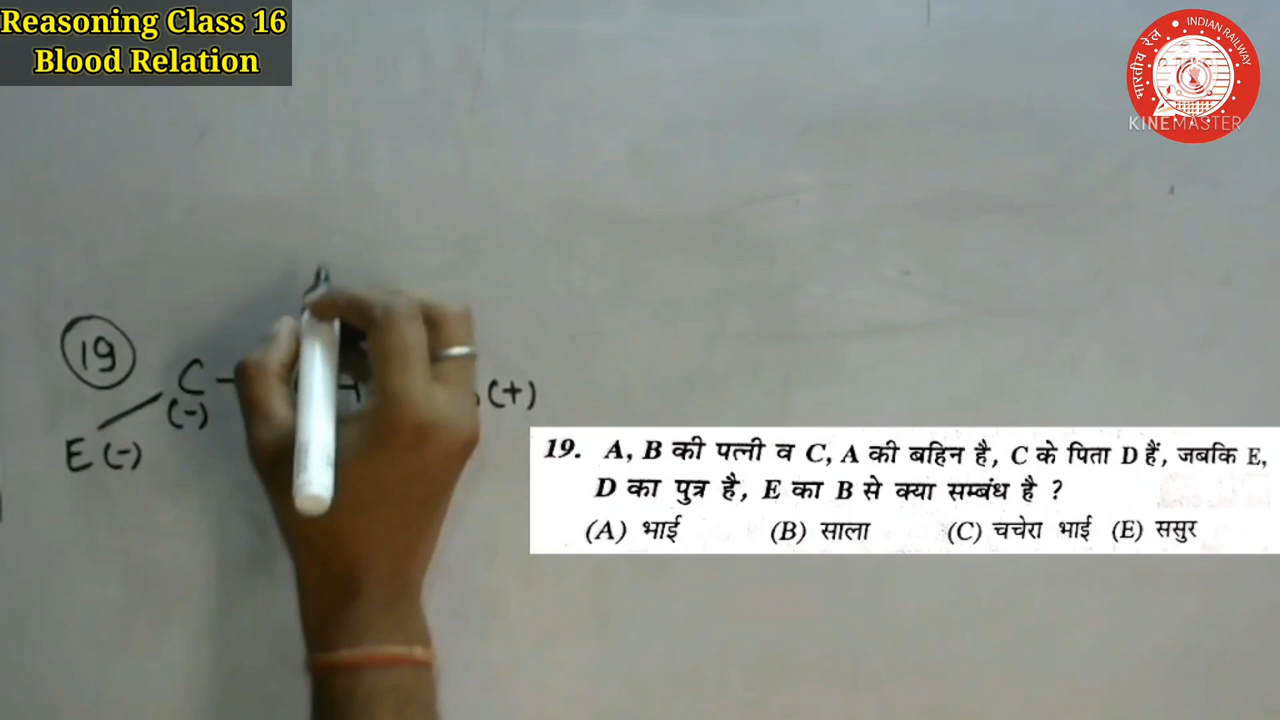 Reasoning Class 16
Blood Relation
भारतीय रेल
INDIAN RAILWAY
KINEMASTER
19
C
(-)
(+)
E (-)
19. A, B की पत्नी व C, A की बहिन है, C के पिता D हैं, जबकि E,
D का पुत्र है, E का B से क्या सम्बंध है ?
(A) भाई (B) साला (C) चचेरा भाई (E) ससुर